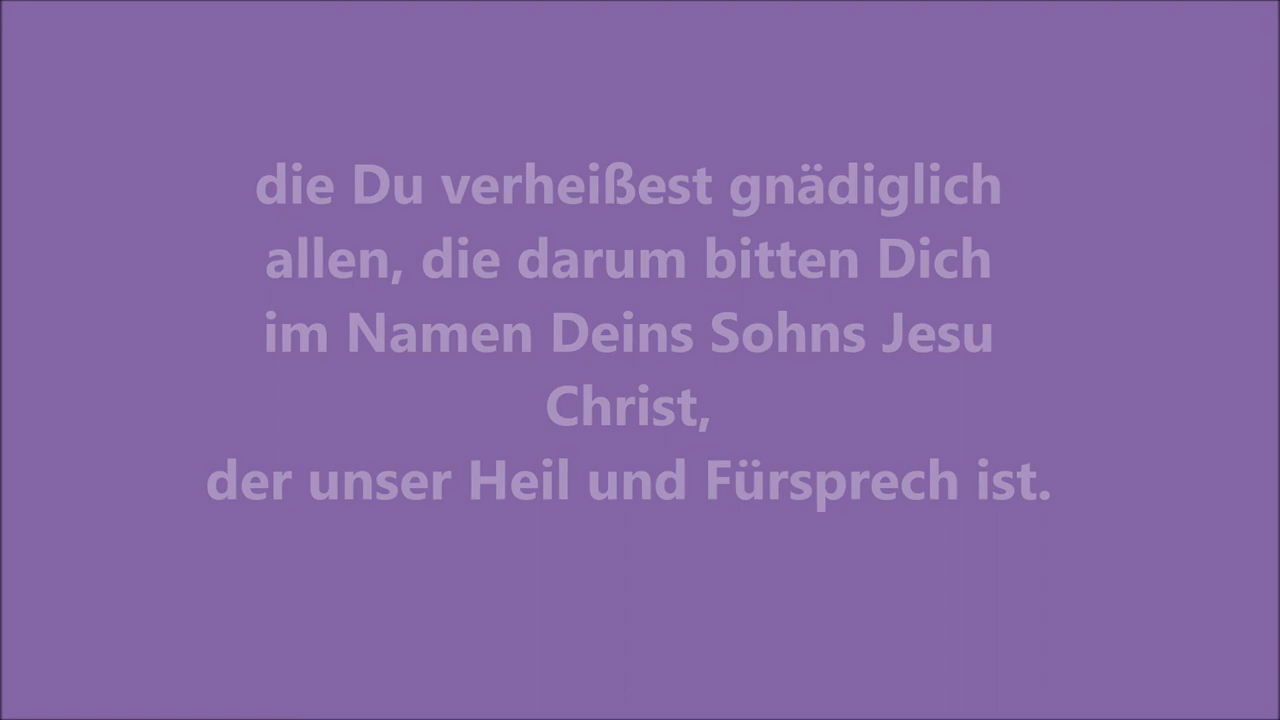 die Du verheißest gnädiglich
allen, die darum bitten Dich
im Namen Deins Sohns Jesu
Christ,
der unser Heil und Fürsprech ist.